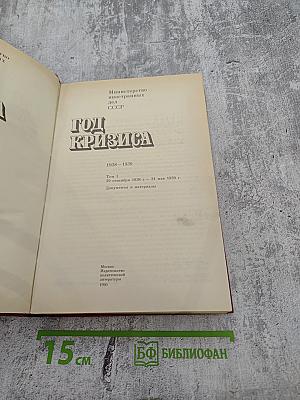 Министерство
иностранных
дел
СССР
ГОД
КРИЗИСА
1938—1939
Том 1
29 сентября 1938 г.— 31 мая 1939 г.
Документы и материалы
Москва
Издательство
политической
литературы
1990
15 см
БФ БИБЛИОФАН